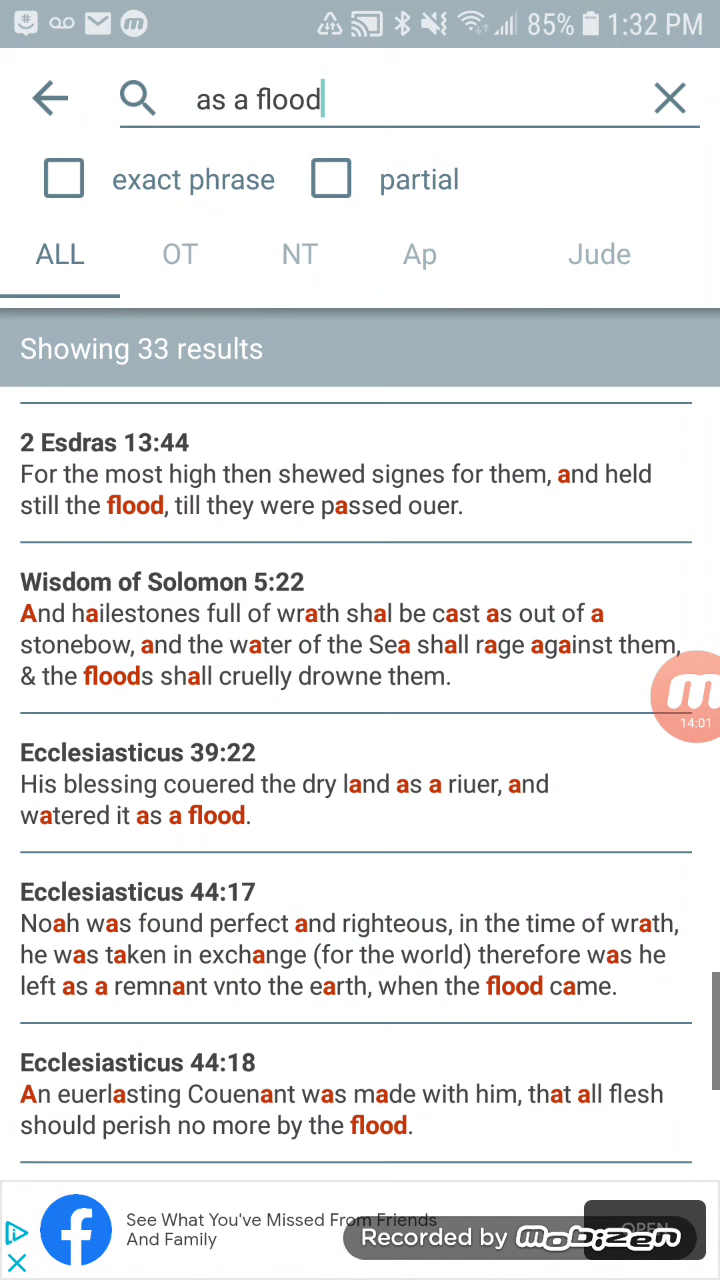 85% 1:32 PM
as a flood
exact phrase partial
ALL OT NT Ap Jude
Showing 33 results
2 Esdras 13:44
For the most high then shewed signes for them, and held
still the flood, till they were passed ouer.
Wisdom of Solomon 5:22
And hailestones full of wrath shal be cast as out of a
stonebow, and the water of the Sea shall rage against them,
& the floods shall cruelly drowne them.
m
14:01
Ecclesiasticus 39:22
His blessing couered the dry land as a riuer, and
watered it as a flood.
Ecclesiasticus 44:17
Noah was found perfect and righteous, in the time of wrath,
he was taken in exchange (for the world) therefore was he
left as a remnant vnto the earth, when the flood came.
Ecclesiasticus 44:18
An euerlasting Couenant was made with him, that all flesh
should perish no more by the flood.
See What You've Missed From Friends
And Family
OPEN
Recorded by Mobizen